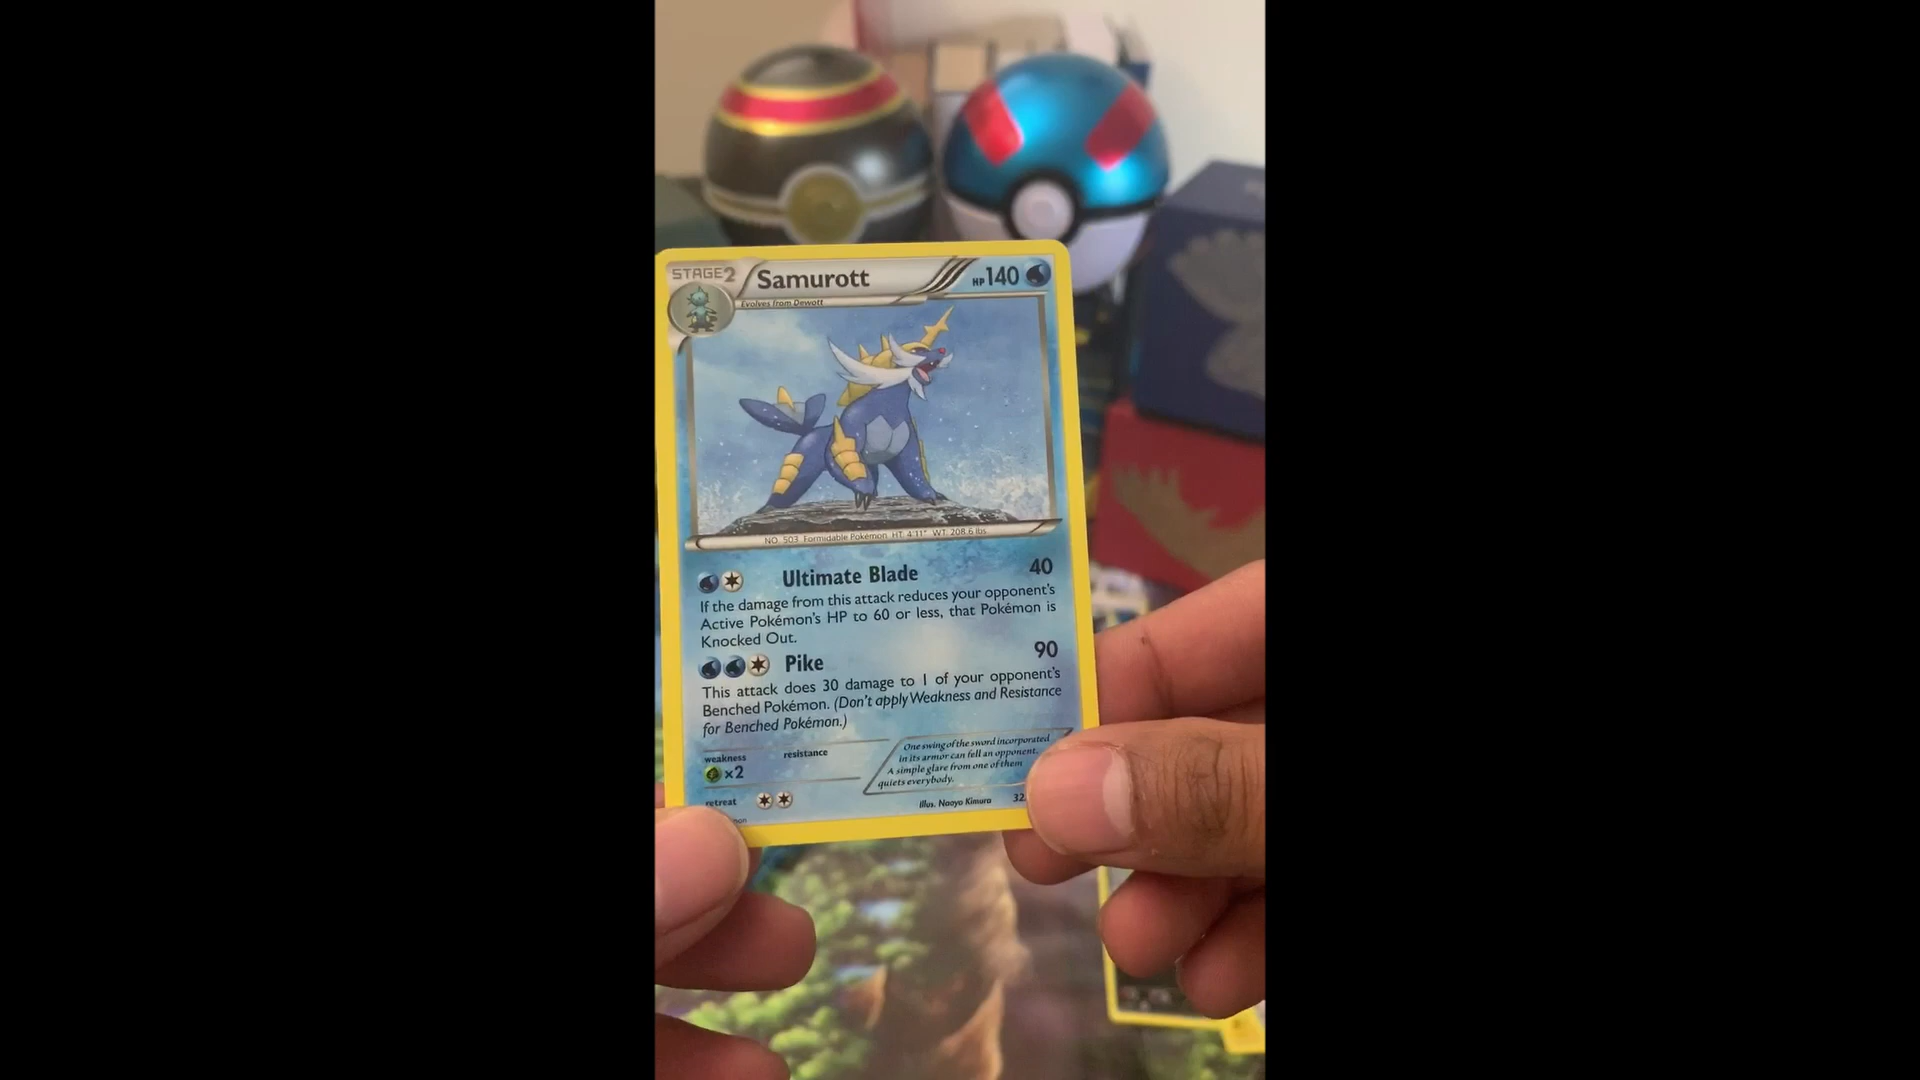 STAGE2 Samurott HP140
Evolves from Dewott
NO. 503 Formidable Pokémon HT: 4'11" WT: 208.6 lbs.
Ultimate Blade 40
If the damage from this attack reduces your opponent's
Active Pokémon's HP to 60 or less, that Pokémon is
Knocked Out.
Pike 90
This attack does 30 damage to 1 of your opponent's
Benched Pokémon. (Don't apply Weakness and Resistance
for Benched Pokémon.)
weakness resistance
×2
One swing of the sword incorporated
in its armor can fell an opponent.
A simple glare from one of them
quiets everybody.
retreat
Illus. Naoyo Kimura 32